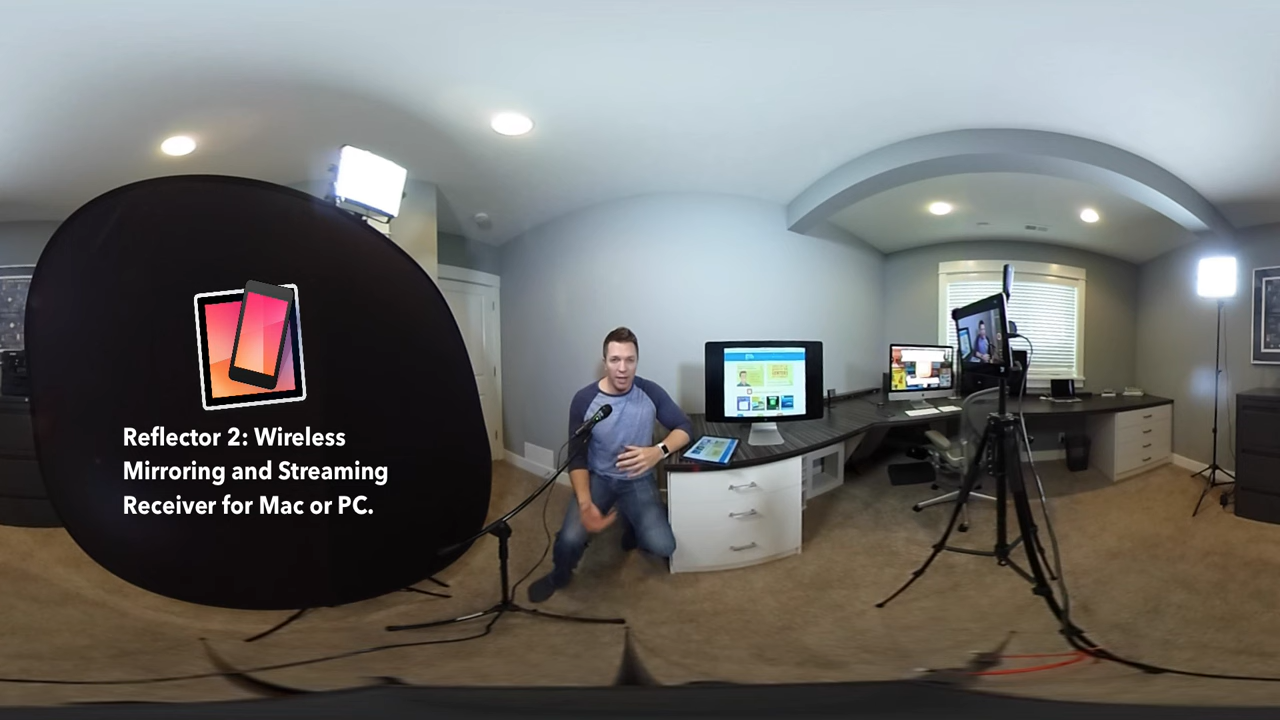 Reflector 2: Wireless
Mirroring and Streaming
Receiver for Mac or PC.